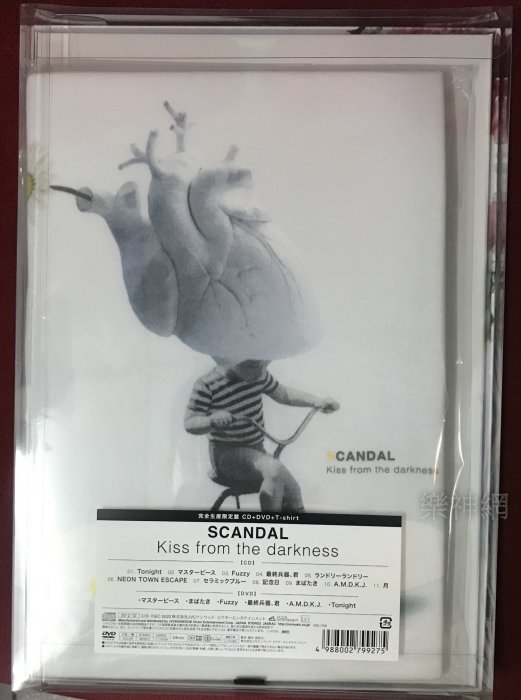 SCANDAL
Kiss from the darkness
樂神網
完全生産限定盤 CD+DVD+T-shirt
SCANDAL
Kiss from the darkness
【CD】
01. Tonight 02. マスターピース 03. Fuzzy 04. 最終兵器、君 05. ランドリーランドリー
06. NEON TOWN ESCAPE 07. セラミックブルー 08. 記念日 09. まばたき 10. A.M.D.K.J. 11. 月
【DVD】
・マスターピース ・まばたき ・Fuzzy ・最終兵器、君 ・A.M.D.K.J. ・Tonight
DVD
4 988002 799275